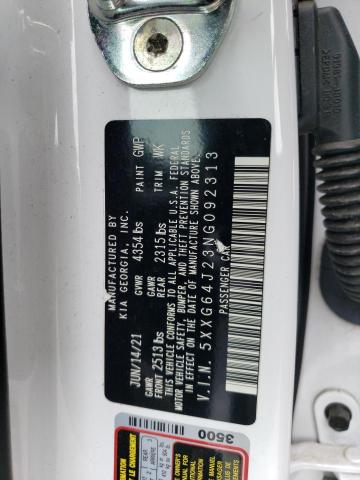 MANUFACTURED BY
KIA GEORGIA, INC.
PAINT GWP
TRIM WK
JUN/14/21
GVWR 4354 lbs
GAWR
FRONT 2513 lbs
GAWR
REAR 2315 lbs
THIS VEHICLE CONFORMS TO ALL APPLICABLE U.S.A. FEDERAL
MOTOR VEHICLE SAFETY, BUMPER, AND THEFT PREVENTION STANDARDS
IN EFFECT ON THE DATE OF MANUFACTURE SHOWN ABOVE.
V.I.N. 5XXG64J23NG092313
PASSENGER CAR
3500